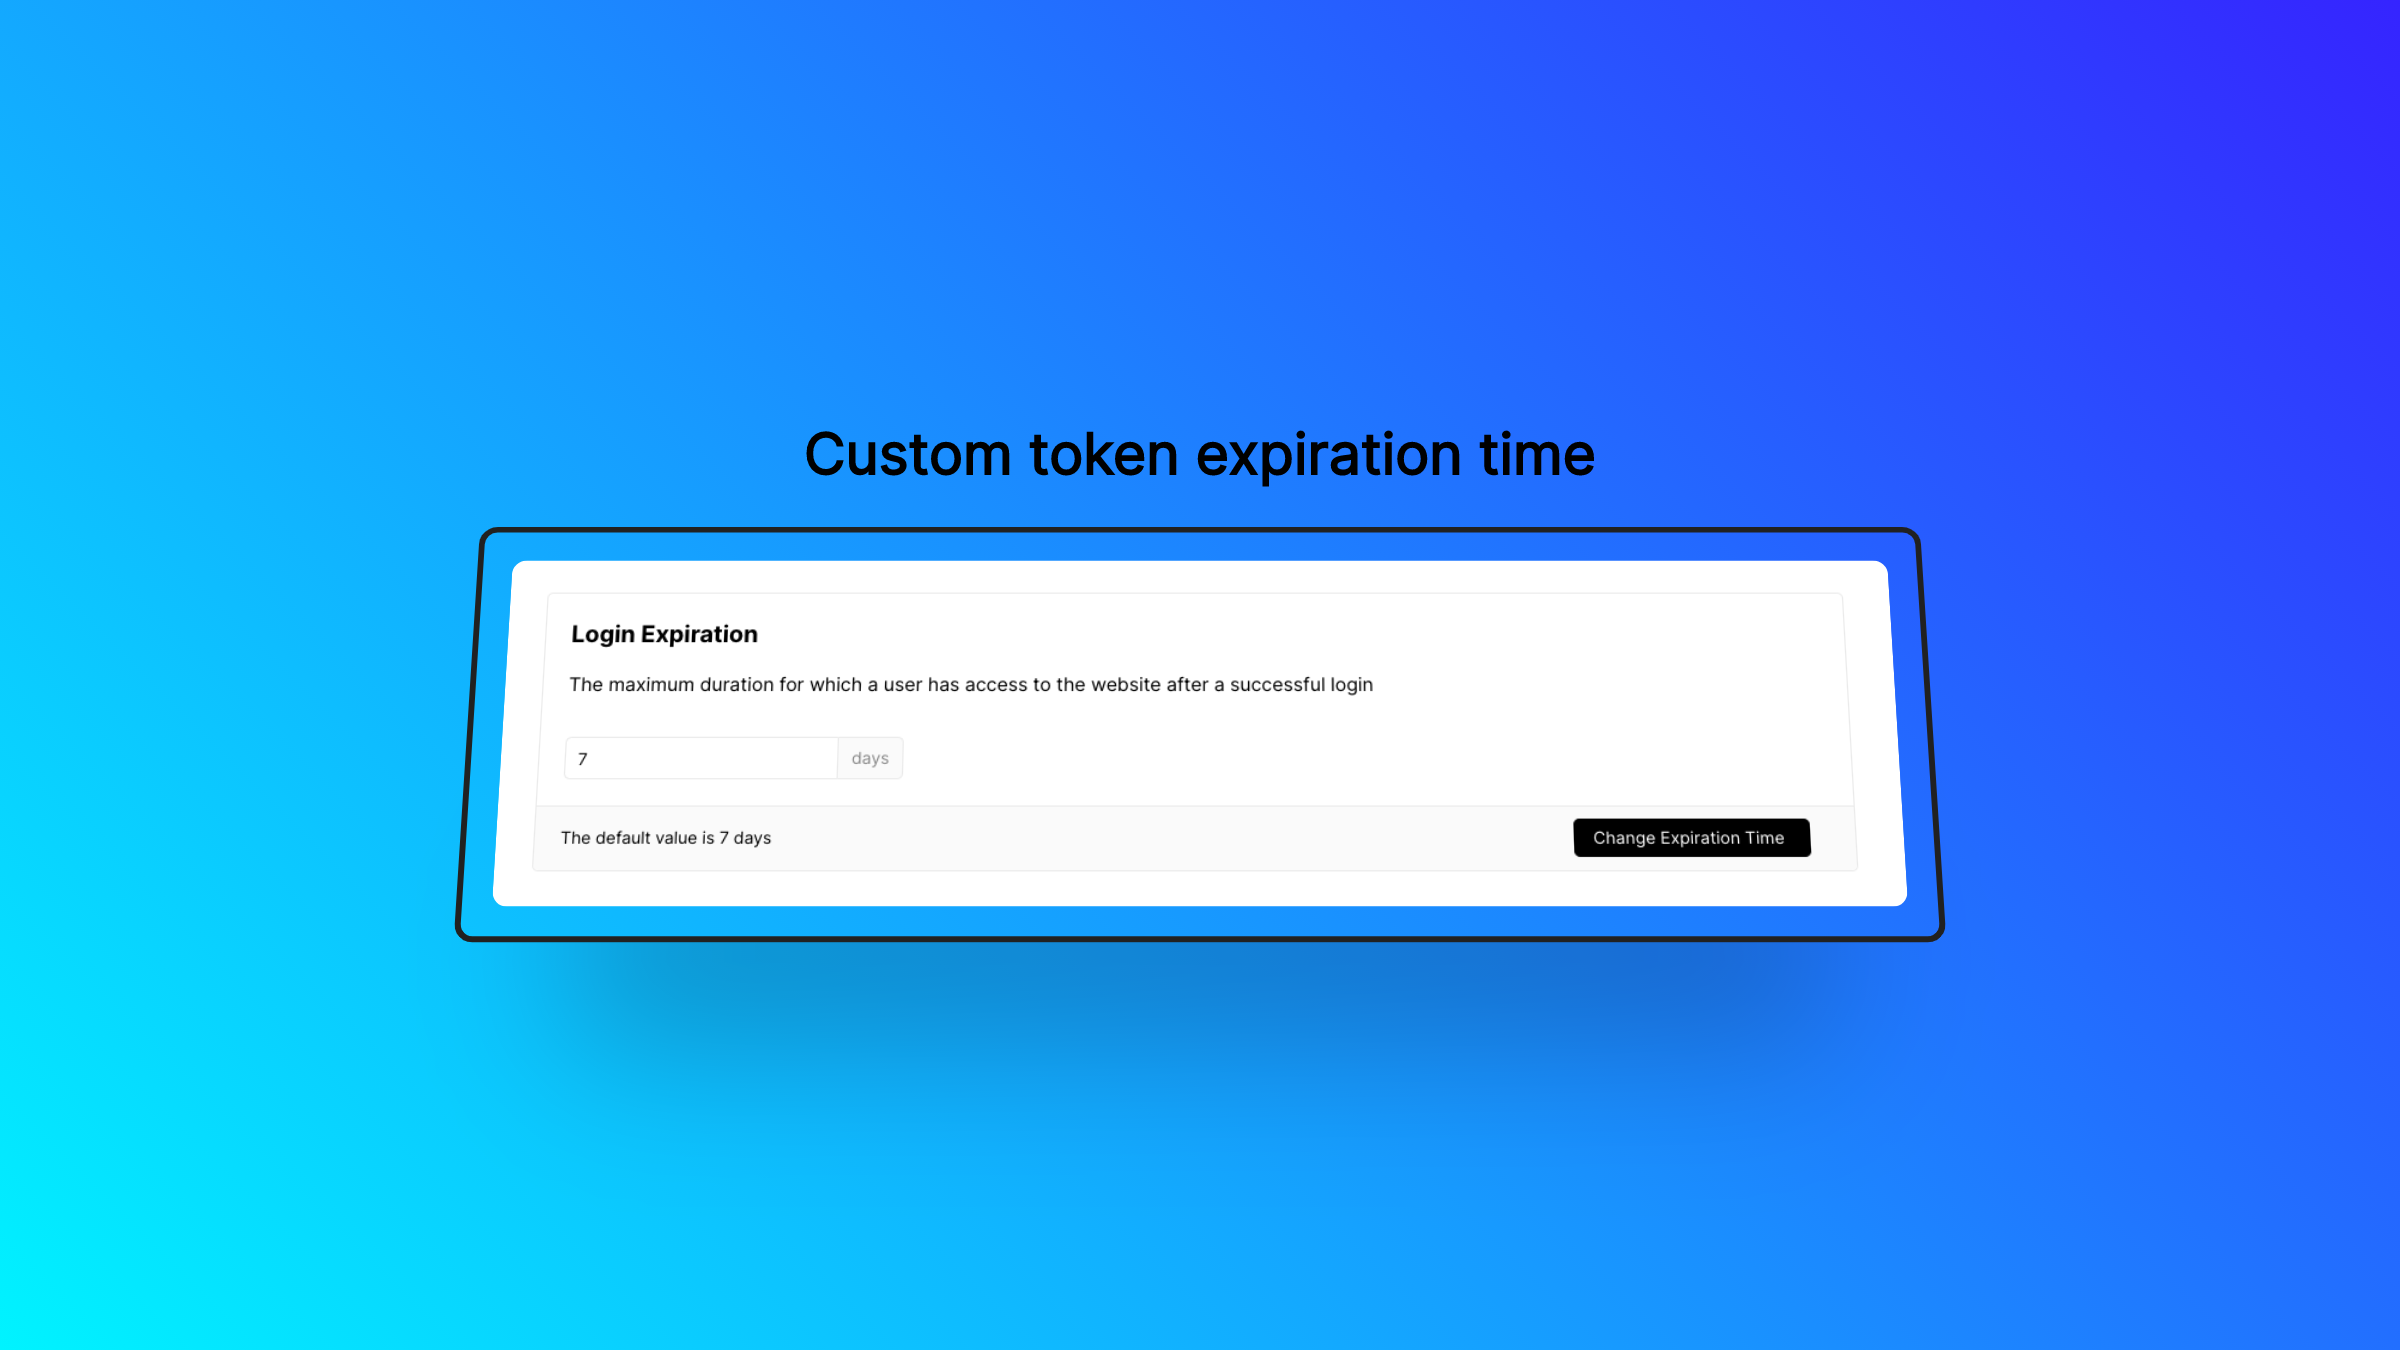 Custom token expiration time
Login Expiration
The maximum duration for which a user has access to the website after a successful login
7 days
The default value is 7 days
Change Expiration Time